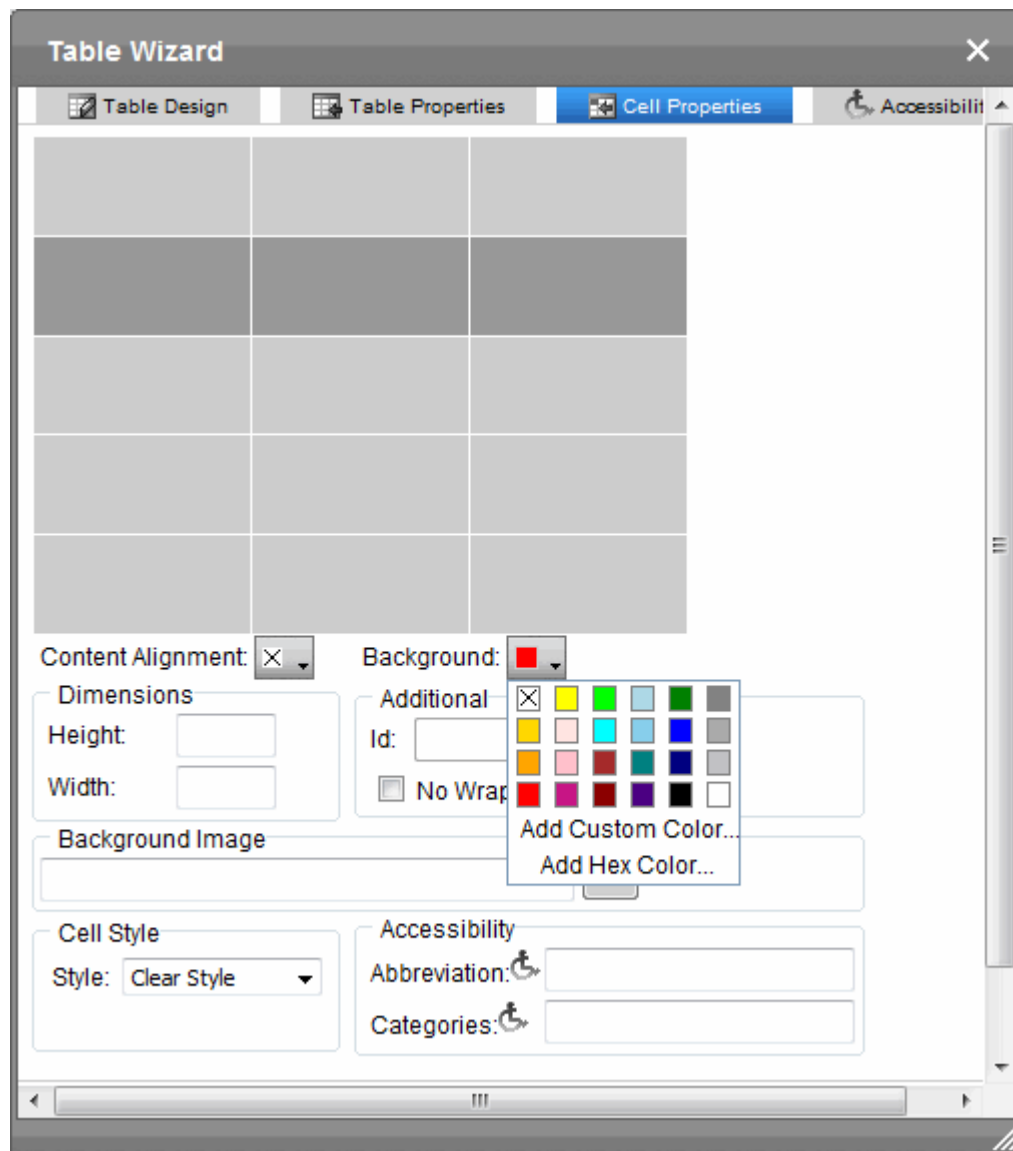 Table Wizard
Table Design Table Properties Cell Properties Accessibilit
Content Alignment: Background:
Dimensions Additional
Height: Id:
Width: No Wrap
Add Custom Color...
Add Hex Color...
Background Image
Cell Style Accessibility
Style: Clear Style Abbreviation:
Categories: